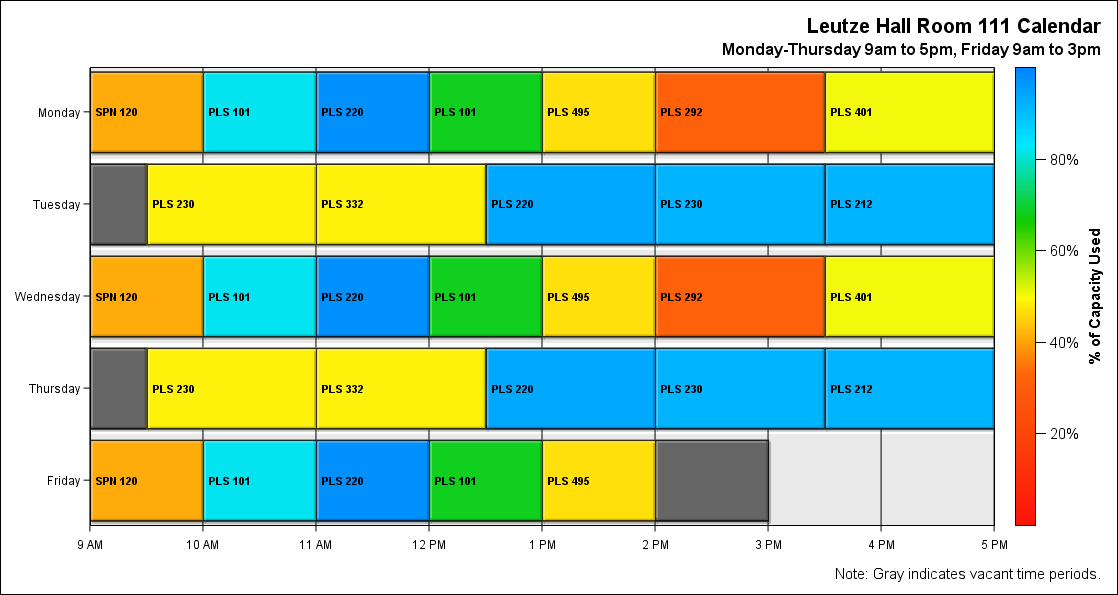 Leutze Hall Room 111 Calendar
Monday-Thursday 9am to 5pm, Friday 9am to 3pm
Monday
SPN 120
PLS 101
PLS 220
PLS 101
PLS 495
PLS 292
PLS 401
Tuesday
PLS 230
PLS 332
PLS 220
PLS 230
PLS 212
Wednesday
SPN 120
PLS 101
PLS 220
PLS 101
PLS 495
PLS 292
PLS 401
Thursday
PLS 230
PLS 332
PLS 220
PLS 230
PLS 212
Friday
SPN 120
PLS 101
PLS 220
PLS 101
PLS 495
9 AM
10 AM
11 AM
12 PM
1 PM
2 PM
3 PM
4 PM
5 PM
80%
60%
40%
20%
% of Capacity Used
Note: Gray indicates vacant time periods.